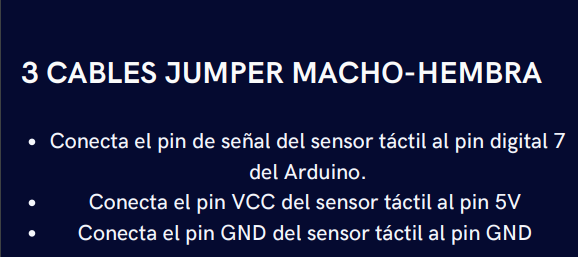 3 CABLES JUMPER MACHO-HEMBRA
• Conecta el pin de señal del sensor táctil al pin digital 7
del Arduino.
• Conecta el pin VCC del sensor táctil al pin 5V
• Conecta el pin GND del sensor táctil al pin GND